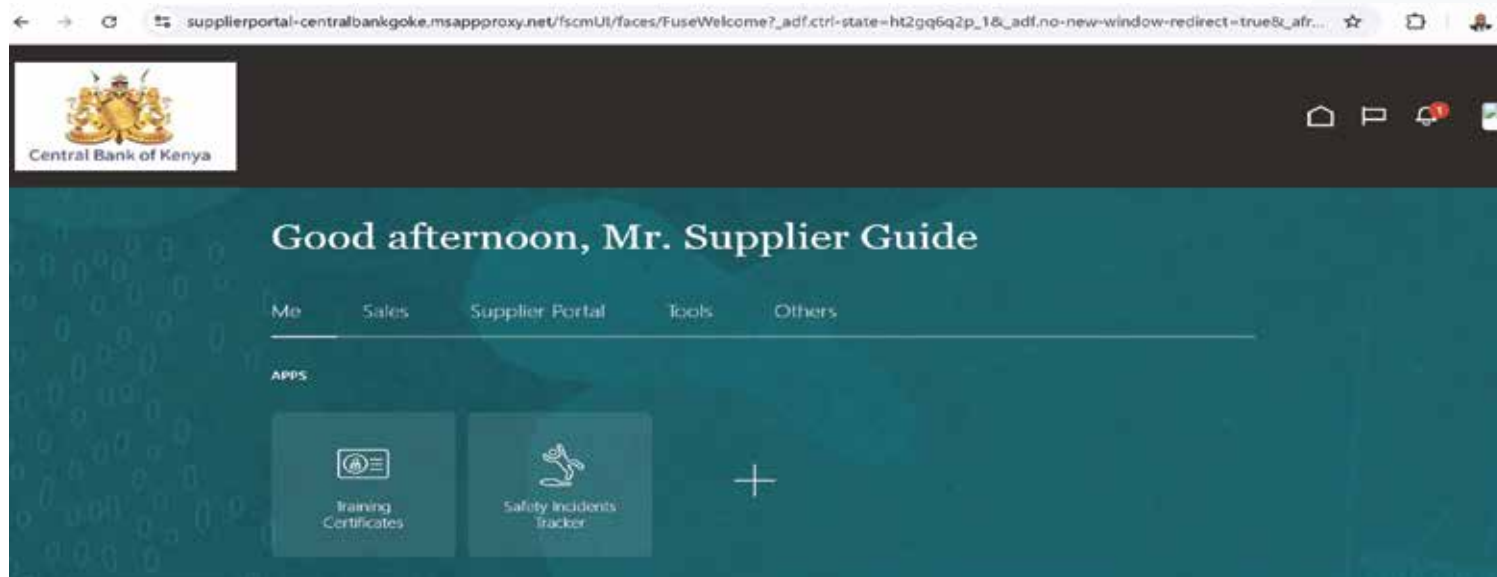 supplierportal-centralbankgoke.msappproxy.net/fscmUI/faces/FuseWelcome?_adf.ctrl-state=ht2gq6q2p_1&_adf.no-new-window-redirect=true&_afr...
Central Bank of Kenya
1
Good afternoon, Mr. Supplier Guide
Me Sales Supplier Portal Tools Others
APPS
Training
Certificates
Safety Incidents
Tracker